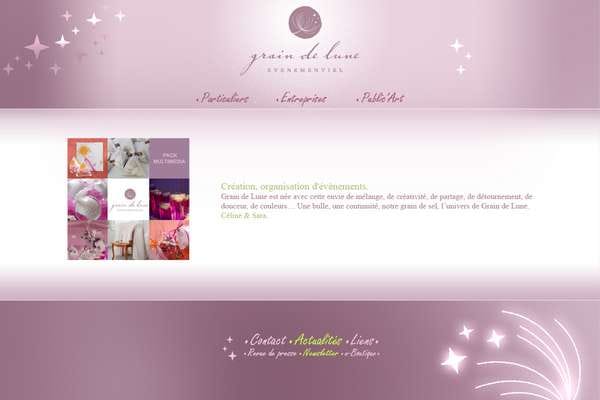 grain de lune
EVENEMENTIEL
• Particuliers • Entreprises • Public'Art
PACK
MULTIMEDIA
grain de lune
Création, organisation d'évènements.
Grain de Lune est née avec cette envie de mélange, de créativité, de partage, de détournement, de
douceur, de couleurs… Une bulle, une continuité, notre grain de sel, l'univers de Grain de Lune.
Céline & Sara.
• Contact • Actualités • Liens •
• Revue de presse • Newsletter • e-Boutique •